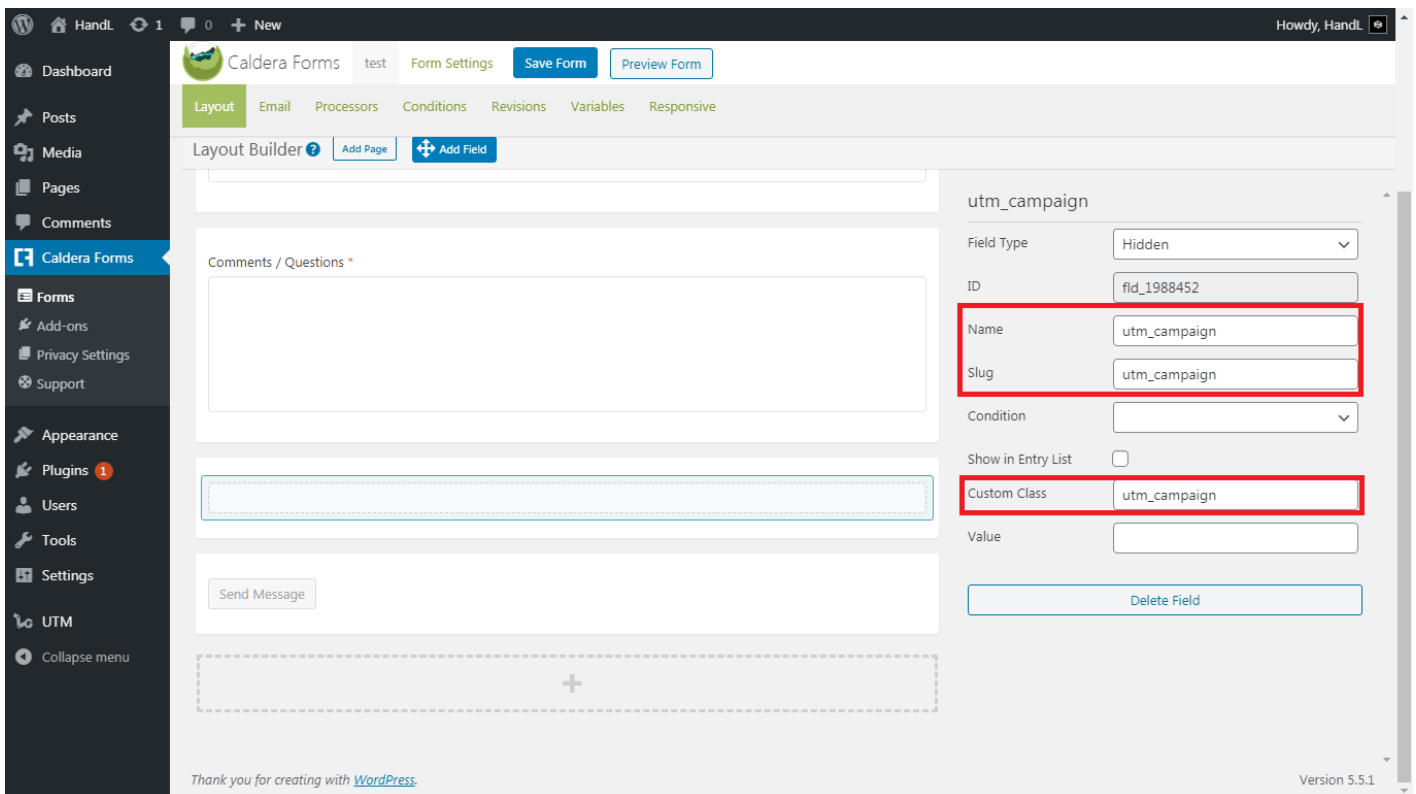 HandL 1 0 New Howdy, HandL
Dashboard
Posts
Media
Pages
Comments
Caldera Forms
Forms
Add-ons
Privacy Settings
Support
Appearance
Plugins 1
Users
Tools
Settings
UTM
Collapse menu
Caldera Forms test Form Settings Save Form Preview Form
Layout Email Processors Conditions Revisions Variables Responsive
Layout Builder ? Add Page Add Field
Comments / Questions *
Send Message
utm_campaign
Field Type Hidden
ID fld_1988452
Name utm_campaign
Slug utm_campaign
Condition
Show in Entry List
Custom Class utm_campaign
Value
Delete Field
Thank you for creating with WordPress. Version 5.5.1